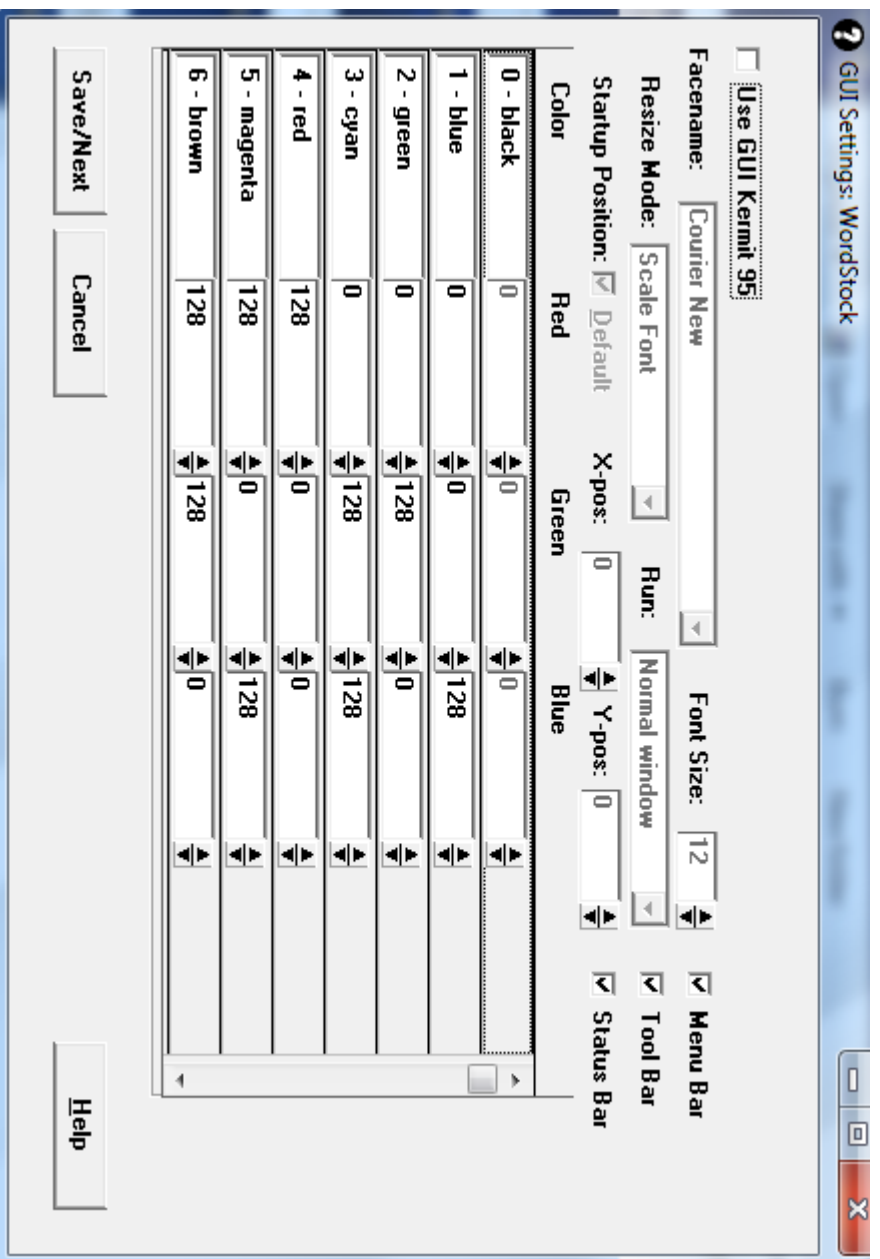 GUI Settings: WordStock
Use GUI Kermit 95
Facename: Courier New Font Size: 12 Menu Bar
Resize Mode: Scale Font Run: Normal window Tool Bar
Startup Position: Default X-pos: 0 Y-pos: 0 Status Bar
Color Red Green Blue
0 - black 0 0 0
1 - blue 0 0 128
2 - green 0 128 0
3 - cyan 0 128 128
4 - red 128 0 0
5 - magenta 128 0 128
6 - brown 128 128 0
Save/Next Cancel Help